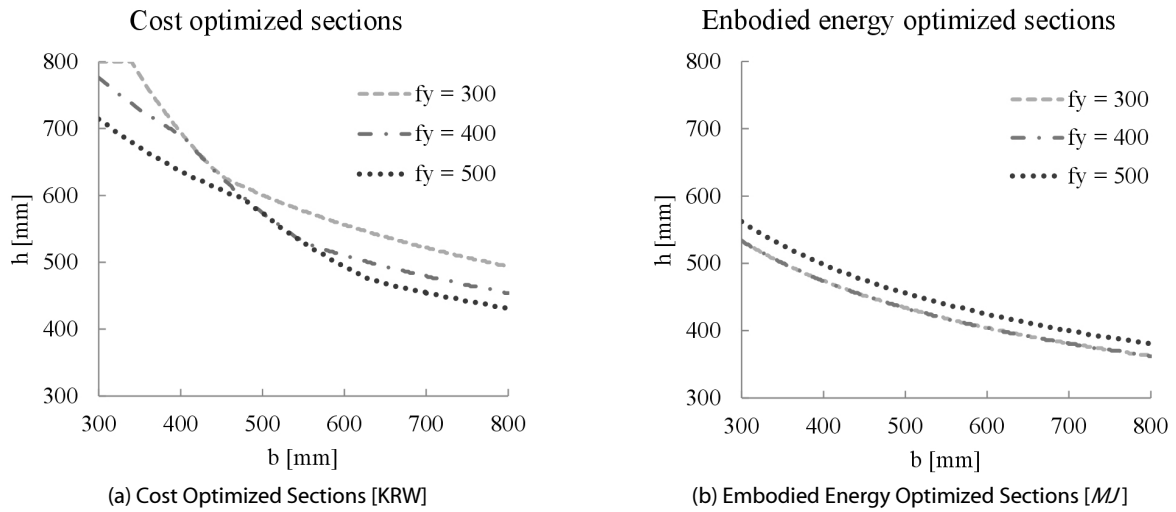 Cost optimized sections
800
700
600
500
400
300
h [mm]
fy = 300
fy = 400
fy = 500
300 400 500 600 700 800
b [mm]
(a) Cost Optimized Sections [KRW]
Enbodied energy optimized sections
800
700
600
500
400
300
h [mm]
fy = 300
fy = 400
fy = 500
300 400 500 600 700 800
b [mm]
(b) Embodied Energy Optimized Sections [MJ]